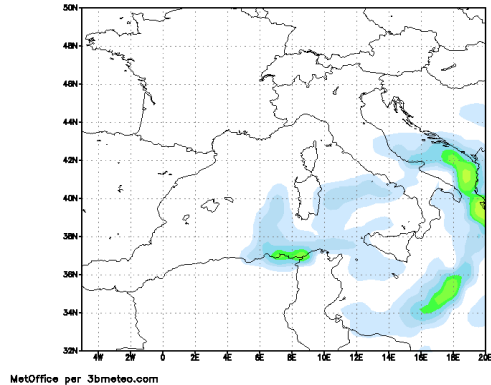 50N
48N
46N
44N
42N
40N
38N
36N
34N
32N
4W 2W 0 2E 4E 6E 8E 10E 12E 14E 16E 18E 20E
MetOffice per 3bmeteo.com